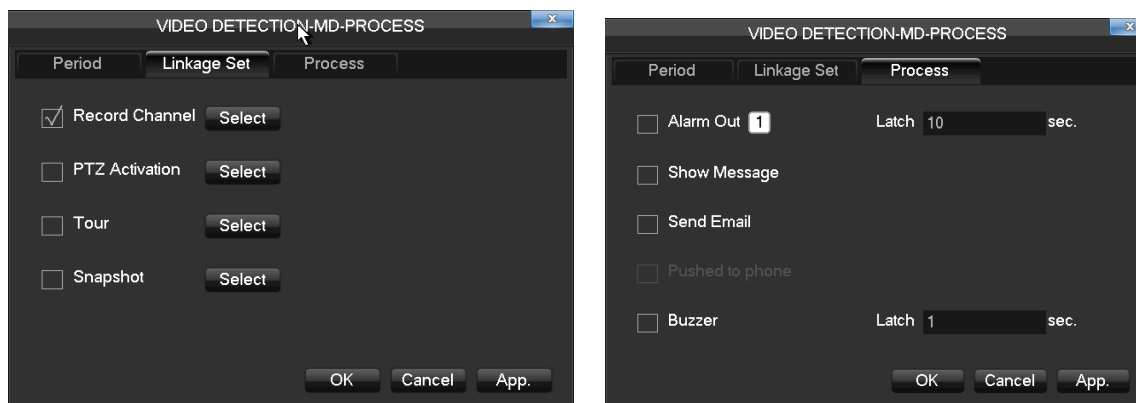 VIDEO DETECTION-MD-PROCESS
x
Period Linkage Set Process
Record Channel Select
PTZ Activation Select
Tour Select
Snapshot Select
OK Cancel App.
VIDEO DETECTION-MD-PROCESS
x
Period Linkage Set Process
Alarm Out 1 Latch 10 sec.
Show Message
Send Email
Pushed to phone
Buzzer Latch 1 sec.
OK Cancel App.